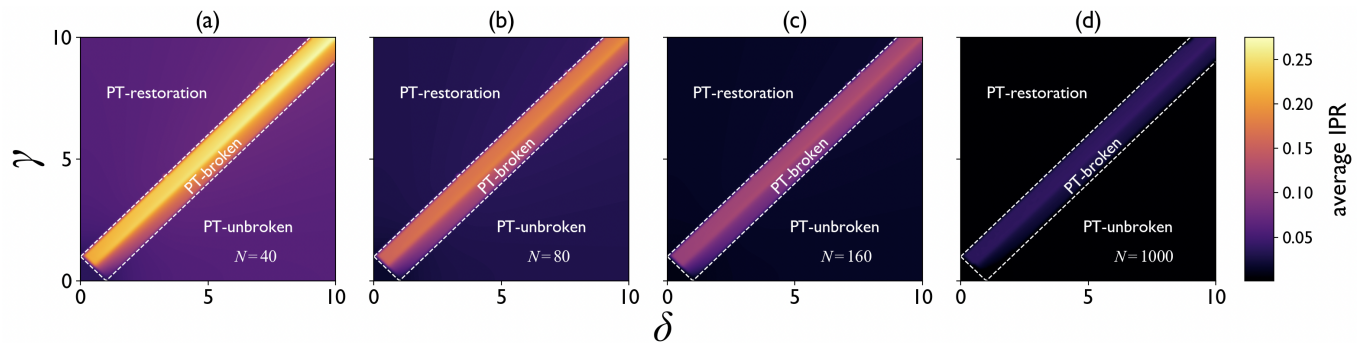 (a)
(b)
(c)
(d)
10
5
0
γ
PT-restoration
PT-broken
PT-unbroken
N=40
0
5
10
PT-restoration
PT-broken
PT-unbroken
N=80
0
5
10
PT-restoration
PT-broken
PT-unbroken
N=160
0
5
10
PT-restoration
PT-broken
PT-unbroken
N=1000
0
5
10
δ
0.25
0.20
0.15
0.10
0.05
average IPR